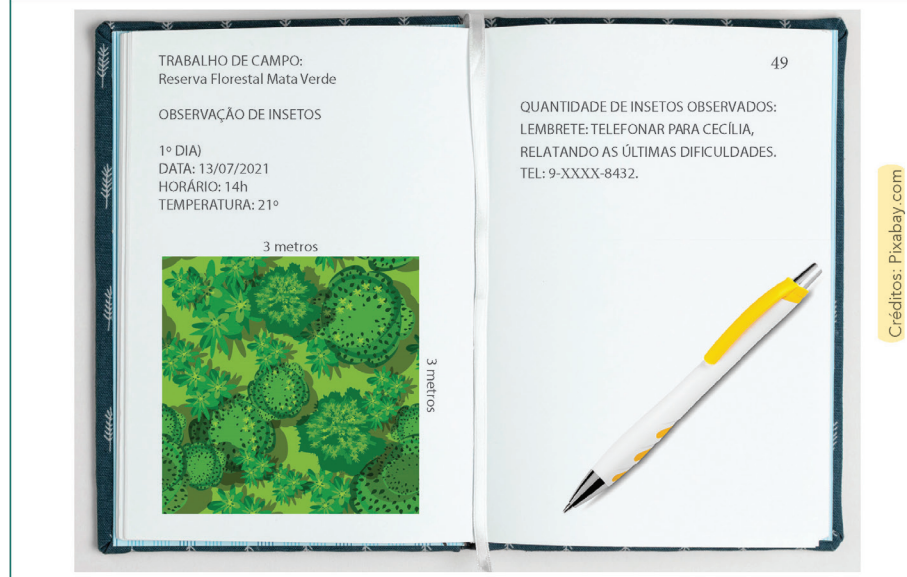 TRABALHO DE CAMPO:
Reserva Florestal Mata Verde
OBSERVAÇÃO DE INSETOS
1º DIA)
DATA: 13/07/2021
HORÁRIO: 14h
TEMPERATURA: 21º
3 metros
3 metros
49
QUANTIDADE DE INSETOS OBSERVADOS:
LEMBRETE: TELEFONAR PARA CECÍLIA,
RELATANDO AS ÚLTIMAS DIFICULDADES.
TEL: 9-XXXX-8432.
Créditos: Pixabay.com